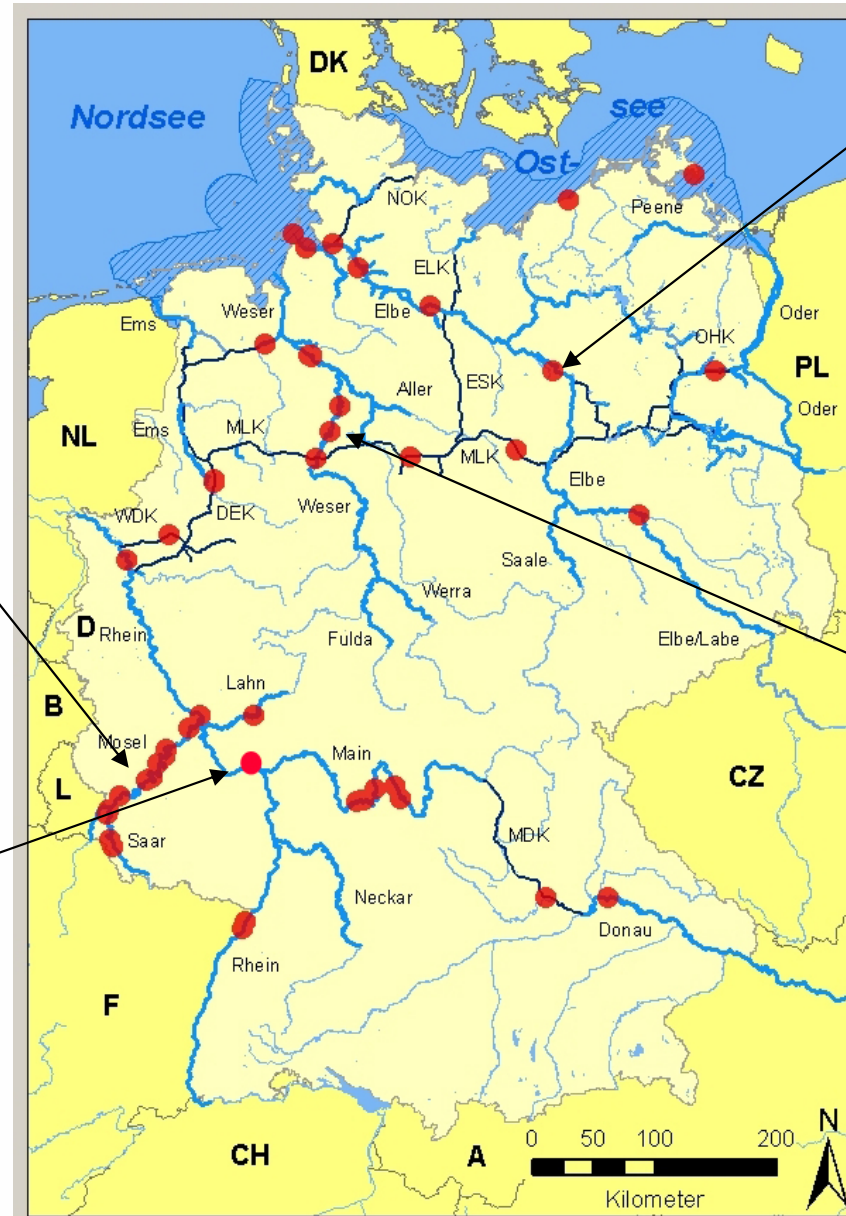 DK
Nordsee
see
Ost-
NOK
Peene
ELK
Ems
Weser
Elbe
Oder
OHK
PL
Aller
ESK
Oder
NL
Ems
MLK
MLK
Elbe
WDK
DEK
Weser
Saale
Werra
D
Rhein
Fulda
Elbe/Labe
Lahn
B
Mosel
Main
L
CZ
Saar
MDK
Neckar
Donau
Rhein
F
N
0 50 100 200
CH
A
Kilometer